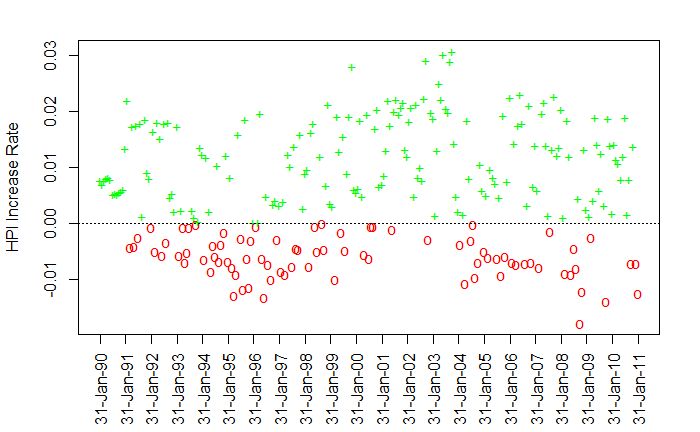 HPI Increase Rate
0.03
0.02
0.01
0.00
-0.01
31-Jan-90
31-Jan-91
31-Jan-92
31-Jan-93
31-Jan-94
31-Jan-95
31-Jan-96
31-Jan-97
31-Jan-98
31-Jan-99
31-Jan-00
31-Jan-01
31-Jan-02
31-Jan-03
31-Jan-04
31-Jan-05
31-Jan-06
31-Jan-07
31-Jan-08
31-Jan-09
31-Jan-10
31-Jan-11